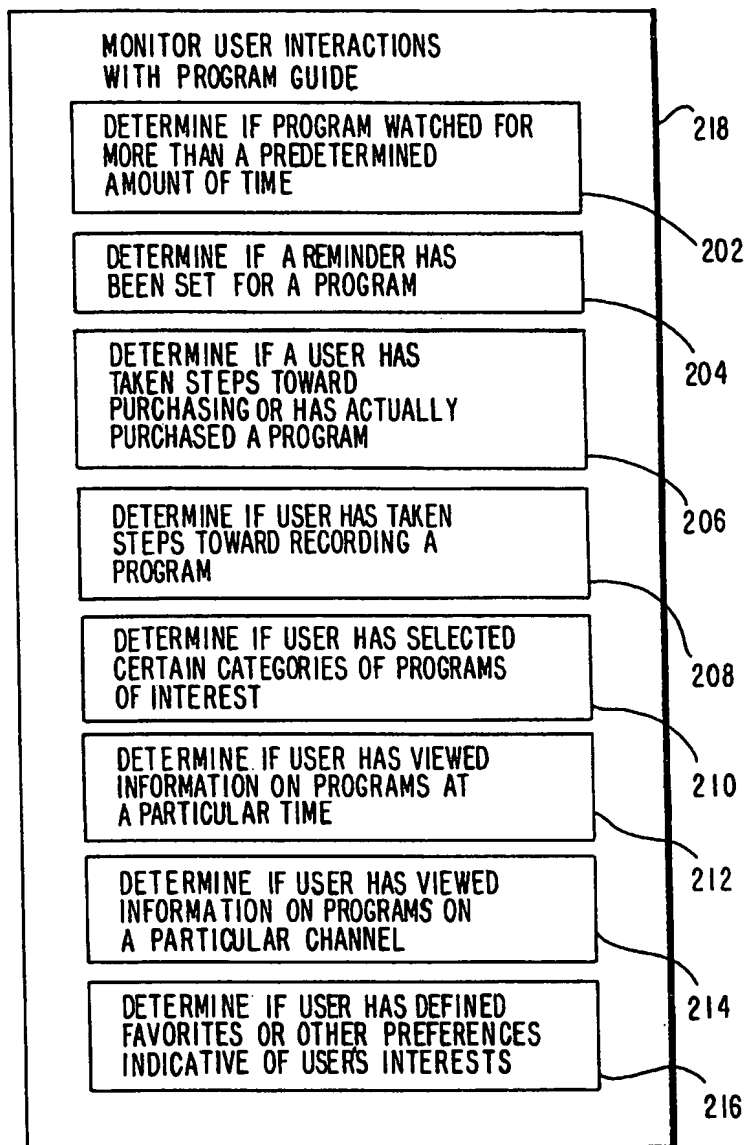 MONITOR USER INTERACTIONS
WITH PROGRAM GUIDE
218
DETERMINE IF PROGRAM WATCHED FOR
MORE THAN A PREDETERMINED
AMOUNT OF TIME
202
DETERMINE IF A REMINDER HAS
BEEN SET FOR A PROGRAM
204
DETERMINE IF A USER HAS
TAKEN STEPS TOWARD
PURCHASING OR HAS ACTUALLY
PURCHASED A PROGRAM
206
DETERMINE IF USER HAS TAKEN
STEPS TOWARD RECORDING A
PROGRAM
208
DETERMINE IF USER HAS SELECTED
CERTAIN CATEGORIES OF PROGRAMS
OF INTEREST
210
DETERMINE IF USER HAS VIEWED
INFORMATION ON PROGRAMS AT
A PARTICULAR TIME
212
DETERMINE IF USER HAS VIEWED
INFORMATION ON PROGRAMS ON
A PARTICULAR CHANNEL
214
DETERMINE IF USER HAS DEFINED
FAVORITES OR OTHER PREFERENCES
INDICATIVE OF USER'S INTERESTS
216